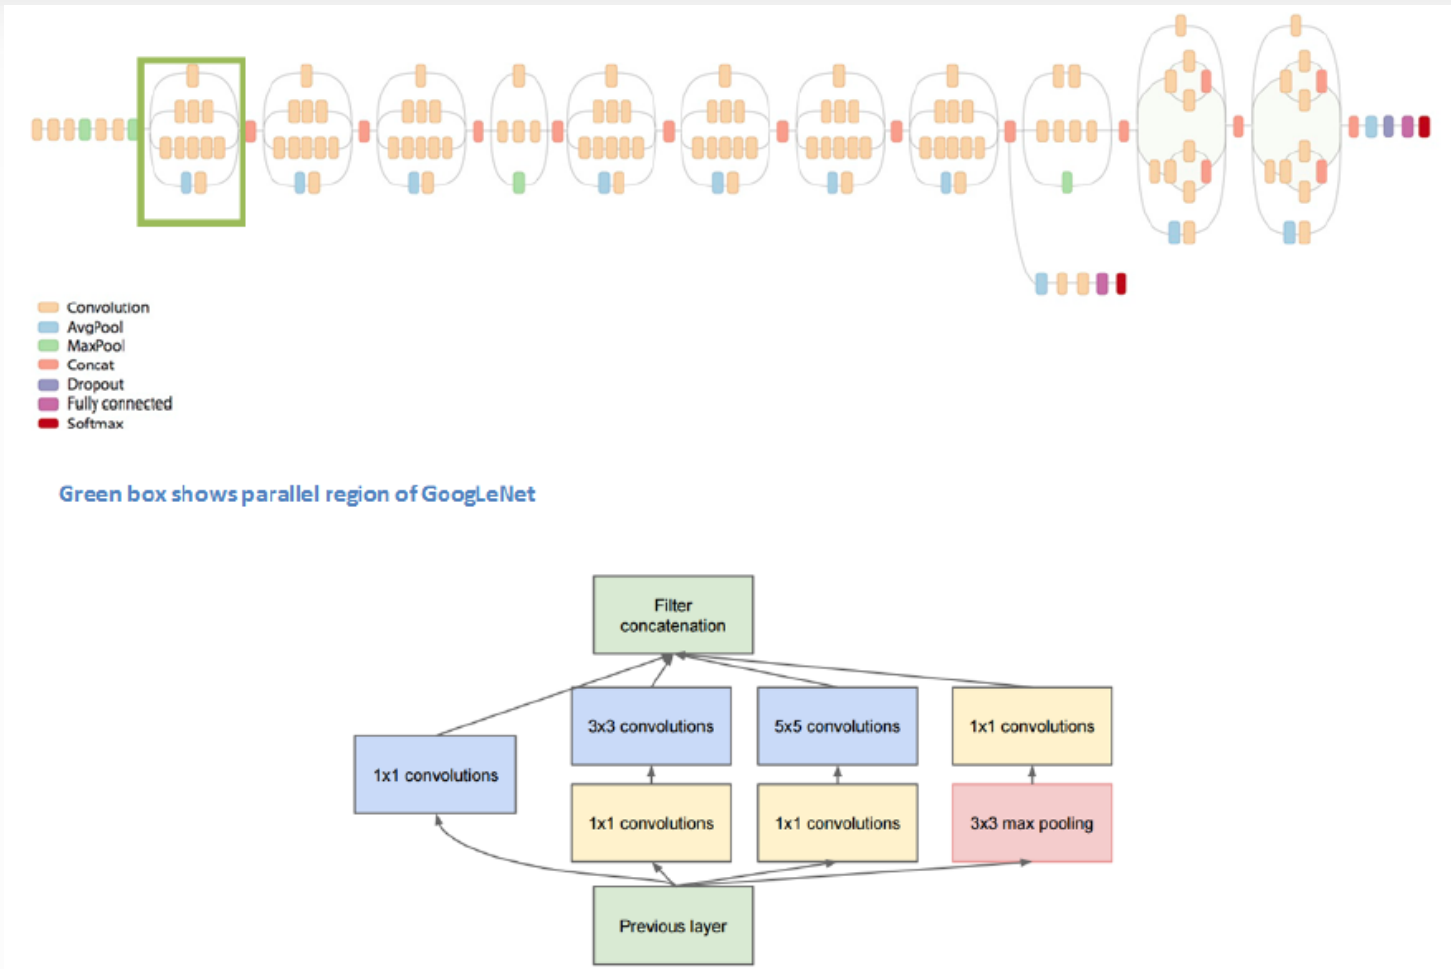 Convolution
AvgPool
MaxPool
Concat
Dropout
Fully connected
Softmax
Green box shows parallel region of GoogLeNet
Filter
concatenation
3x3 convolutions
5x5 convolutions
1x1 convolutions
1x1 convolutions
1x1 convolutions
1x1 convolutions
3x3 max pooling
Previous layer